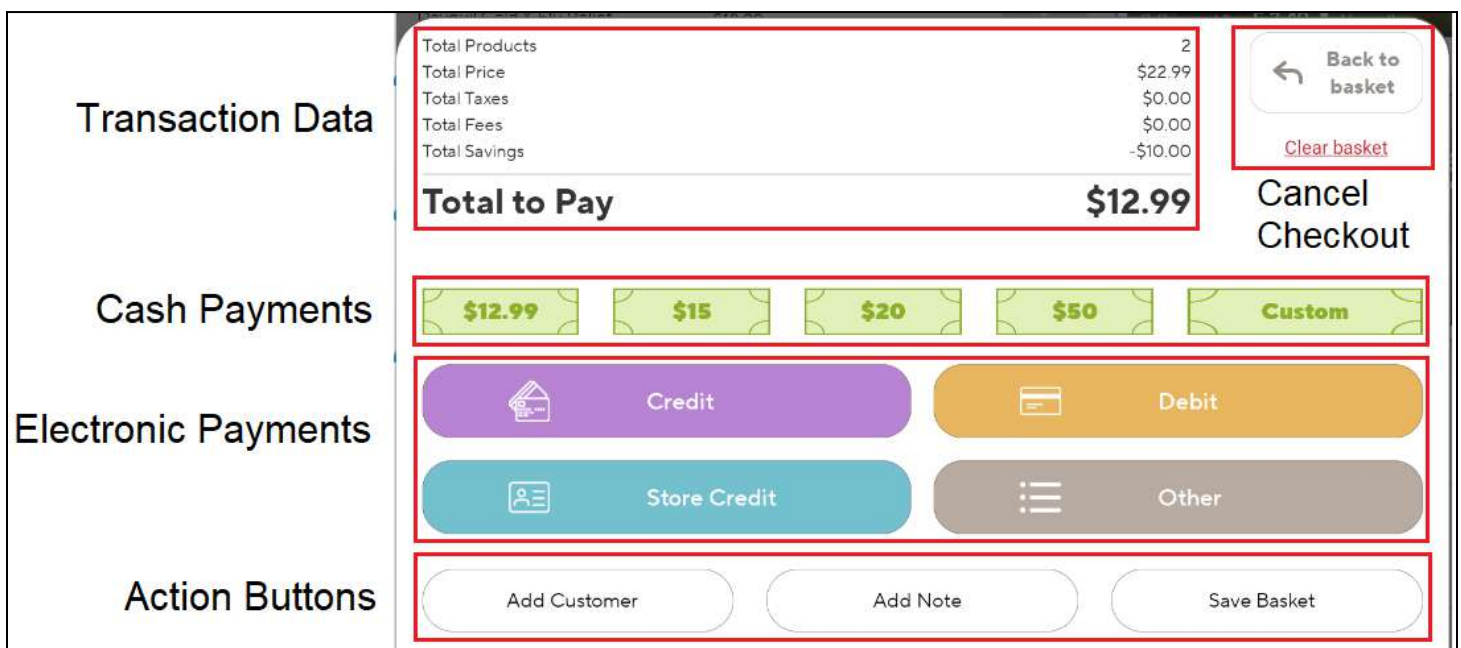 Transaction Data
Total Products 2
Total Price $22.99
Total Taxes $0.00
Total Fees $0.00
Total Savings -$10.00
Total to Pay $12.99
Back to
basket
Clear basket
Cancel
Checkout
Cash Payments
$12.99 $15 $20 $50 Custom
Electronic Payments
Credit Debit
Store Credit Other
Action Buttons
Add Customer Add Note Save Basket